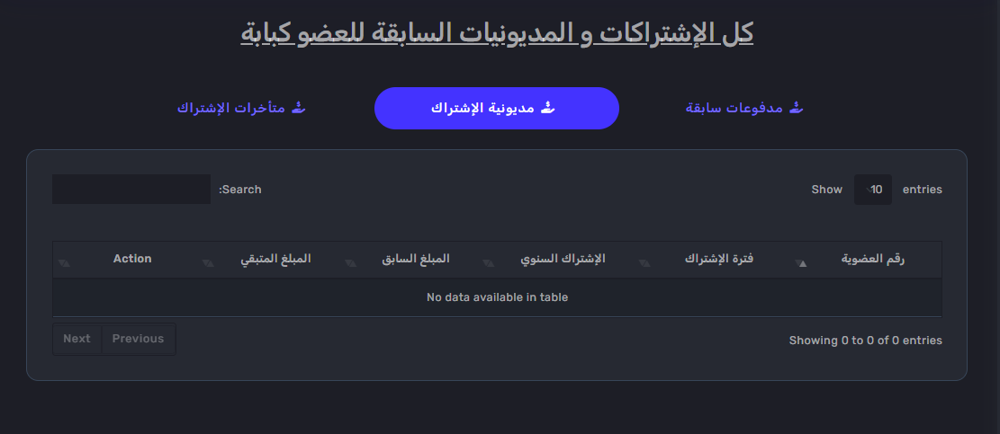 كل الإشتراكات و المديونيات السابقة للعضو كبابة
مدفوعات سابقة
مديونية الإشتراك
متأخرات الإشتراك
Show 10 entries
:Search
رقم العضوية فترة الإشتراك الإشتراك السنوي المبلغ السابق المبلغ المتبقي Action
No data available in table
Showing 0 to 0 of 0 entries
Next Previous